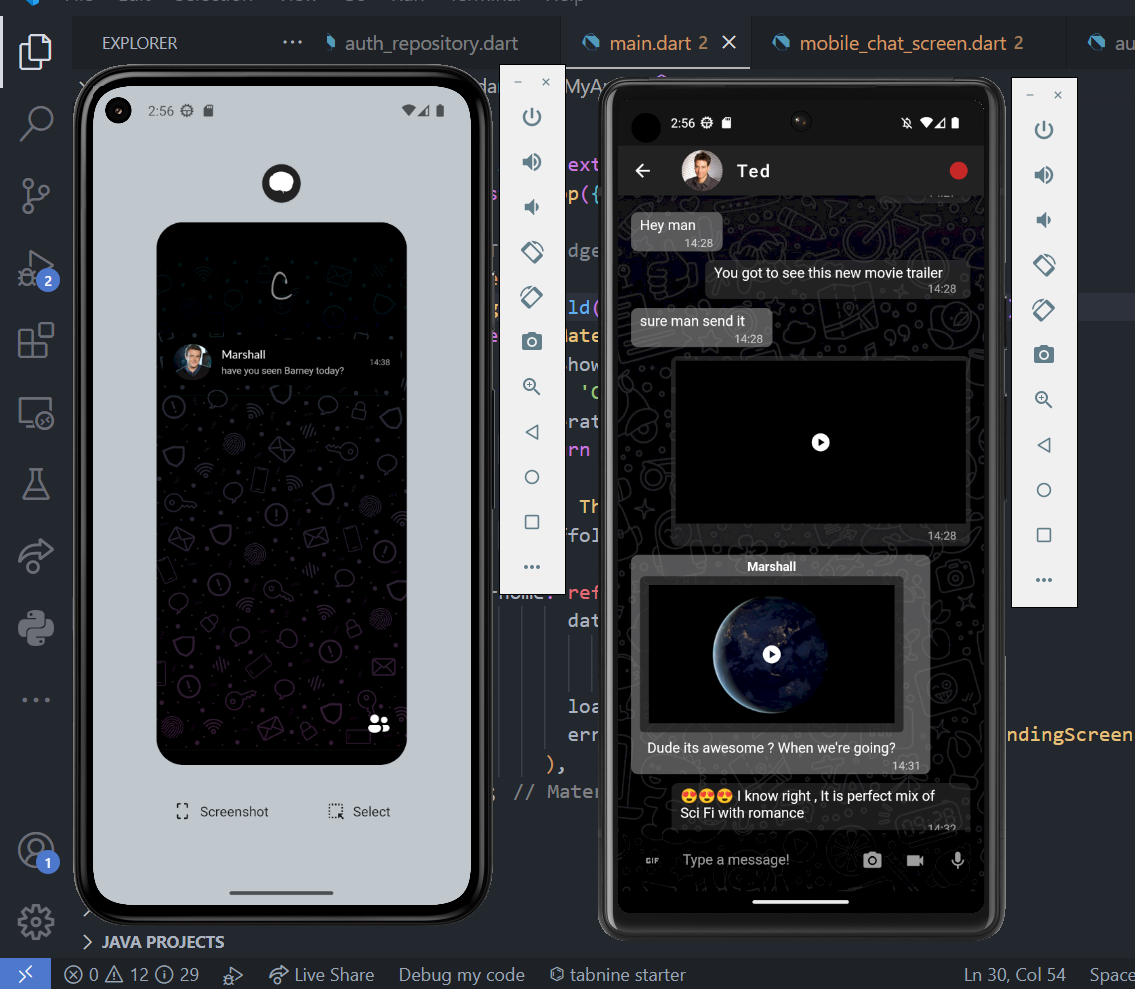 EXPLORER
auth_repository.dart
main.dart 2
mobile_chat_screen.dart 2
au
2
1
JAVA PROJECTS
0
12
29
Live Share
Debug my code
tabnine starter
Ln 30, Col 54
Space
2:56
C
Marshall
have you seen Barney today?
14:38
Screenshot
Select
da
MyA
ext
s
p({
dge
e
g
ld(
e
ate
how
'C
rat
rn
Th
ffol
home: ref
dat
loa
err
ndingScreen
),
; // Mater
2:56
Ted
Hey man
14:28
You got to see this new movie trailer
14:28
sure man send it
14:28
14:28
Marshall
Dude its awesome ? When we're going?
14:31
😍😍😍 I know right , It is perfect mix of
Sci Fi with romance
14:32
GIF
Type a message!